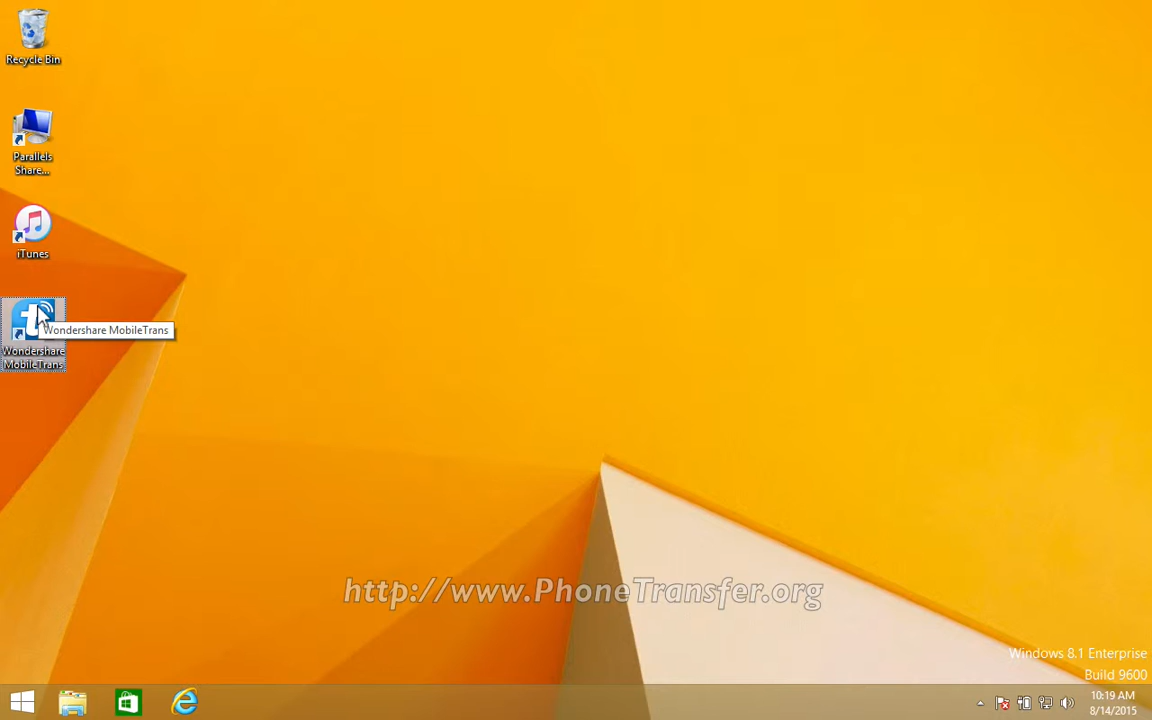 Recycle Bin
Parallels
Share...
iTunes
Wondershare MobileTrans
Wondershare
MobileTrans
http://www.PhoneTransfer.org
Windows 8.1 Enterprise
Build 9600
10:19 AM
8/14/2015